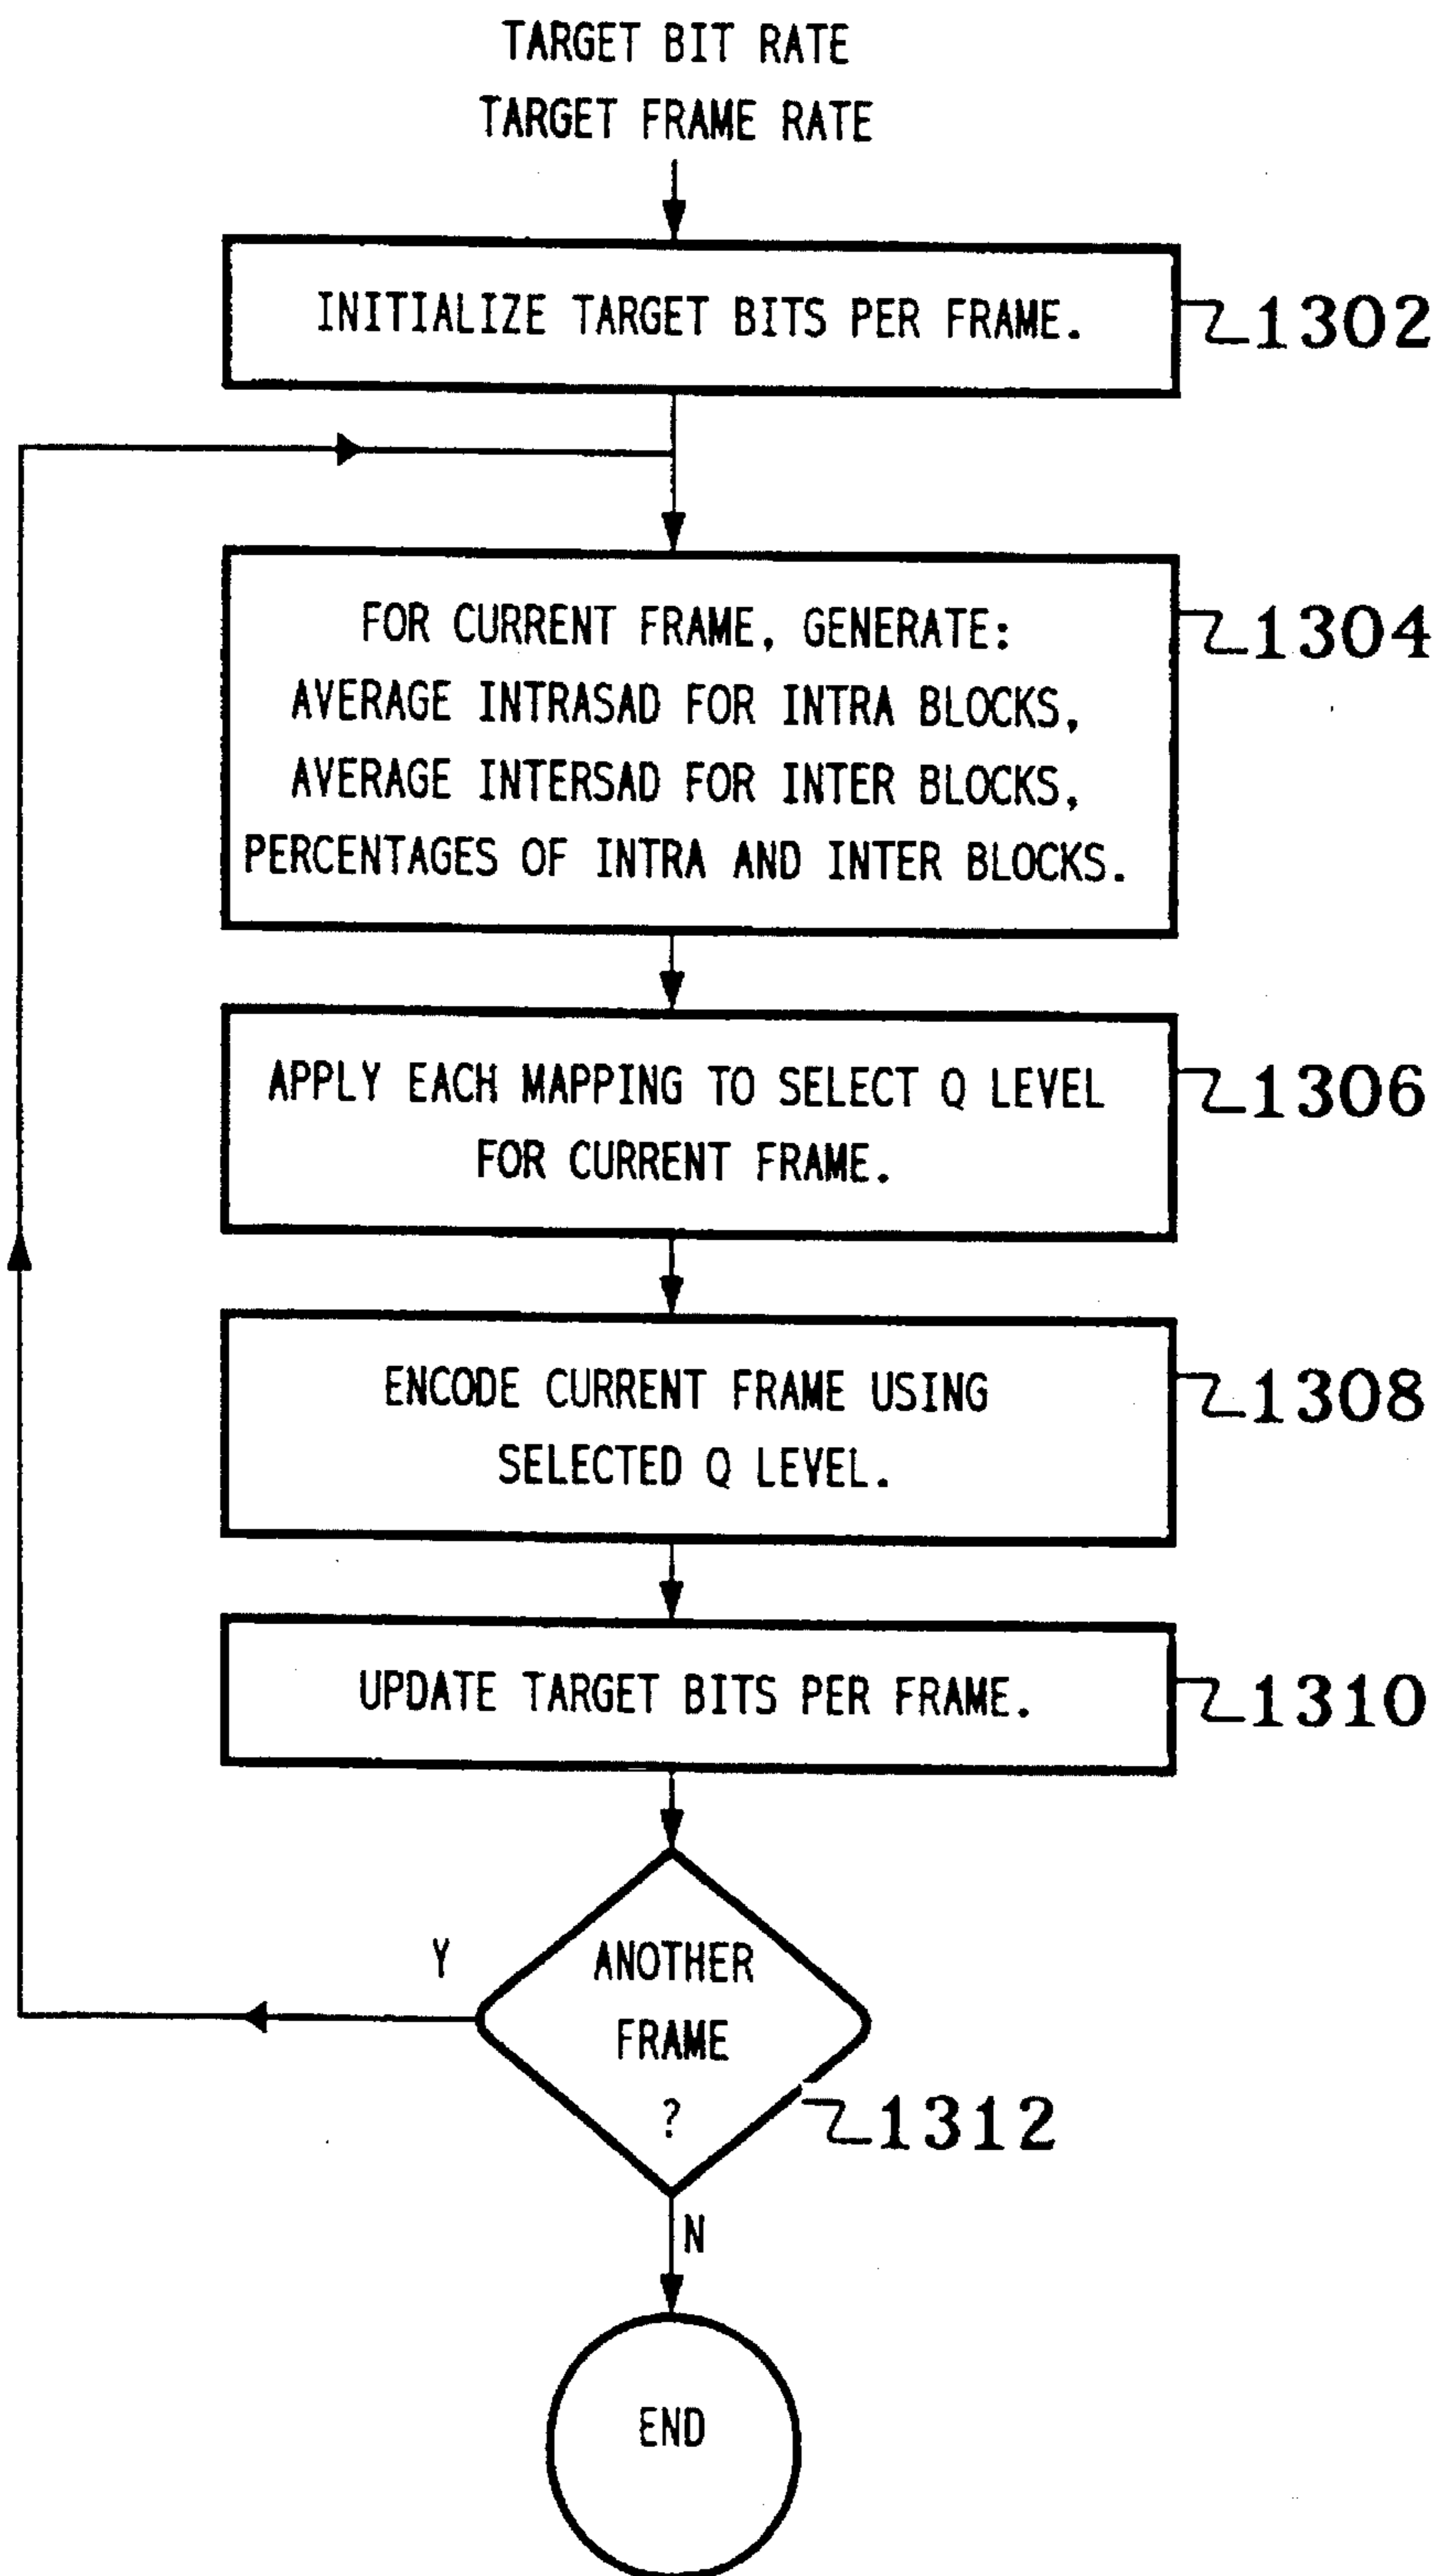 TARGET BIT RATE
TARGET FRAME RATE
INITIALIZE TARGET BITS PER FRAME.
1302
FOR CURRENT FRAME, GENERATE:
AVERAGE INTRASAD FOR INTRA BLOCKS,
AVERAGE INTERSAD FOR INTER BLOCKS,
PERCENTAGES OF INTRA AND INTER BLOCKS.
1304
APPLY EACH MAPPING TO SELECT Q LEVEL
FOR CURRENT FRAME.
1306
ENCODE CURRENT FRAME USING
SELECTED Q LEVEL.
1308
UPDATE TARGET BITS PER FRAME.
1310
Y
ANOTHER
FRAME
?
1312
N
END